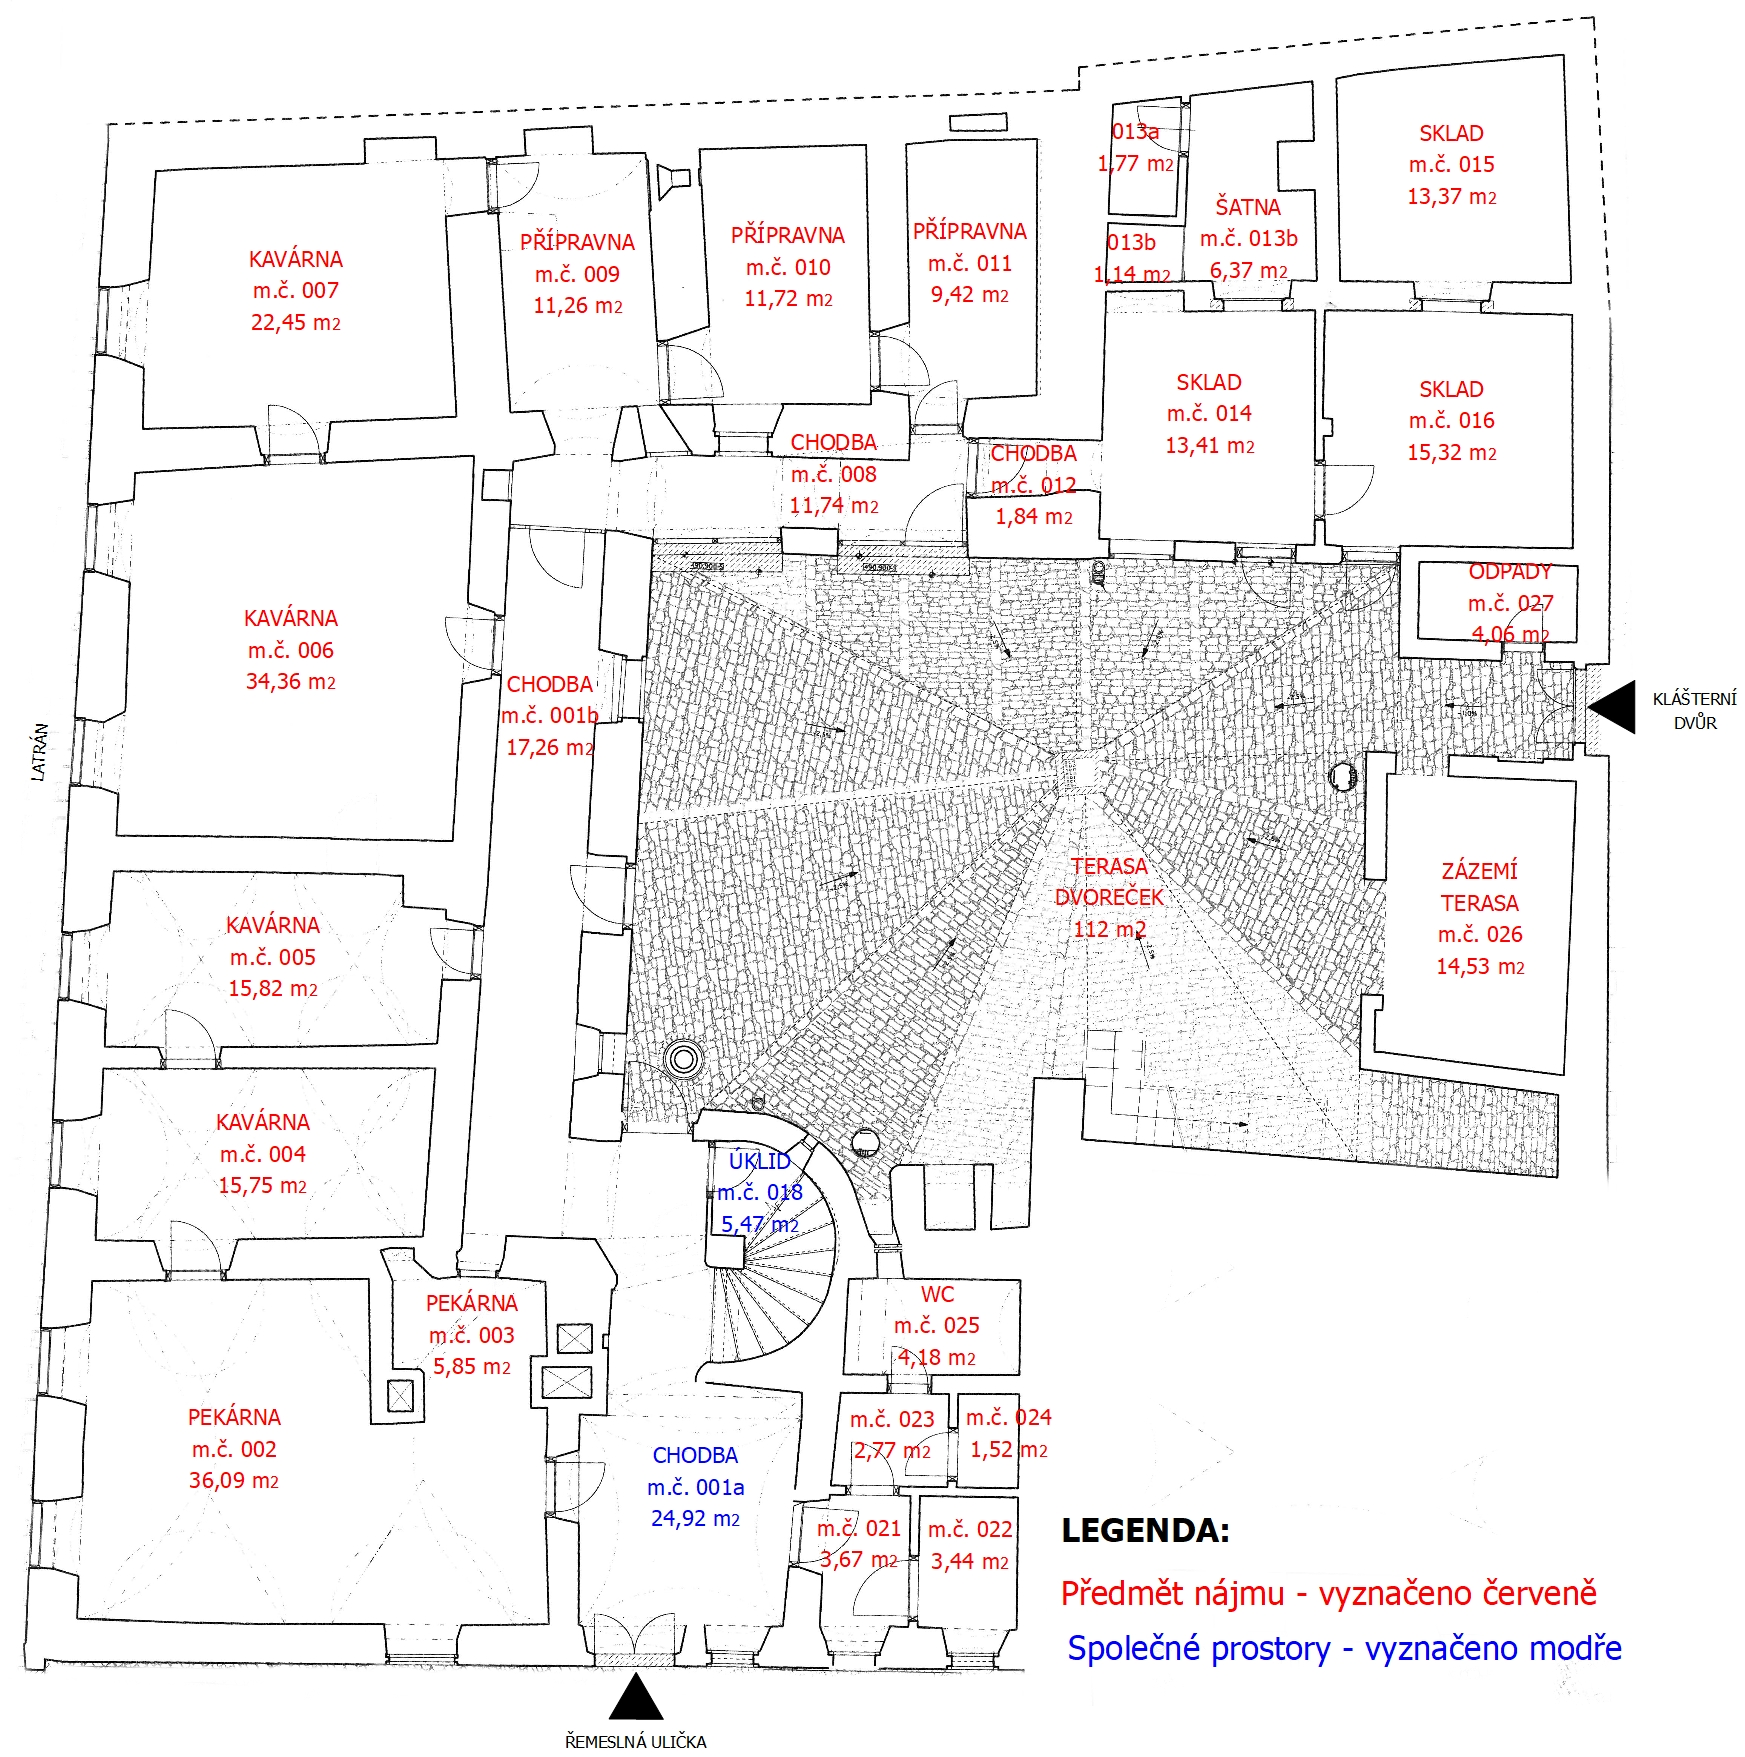 013a
1,77 m2
SKLAD
m.č. 015
13,37 m2
ŠATNA
m.č. 013b
6,37 m2
013b
1,14 m2
KAVÁRNA
m.č. 007
22,45 m2
PŘÍPRAVNA
m.č. 009
11,26 m2
PŘÍPRAVNA
m.č. 010
11,72 m2
PŘÍPRAVNA
m.č. 011
9,42 m2
SKLAD
m.č. 014
13,41 m2
SKLAD
m.č. 016
15,32 m2
CHODBA
m.č. 008
11,74 m2
CHODBA
m.č. 012
1,84 m2
ODPADY
m.č. 027
4,06 m2
KAVÁRNA
m.č. 006
34,36 m2
CHODBA
m.č. 001b
17,26 m2
KLÁŠTERNÍ
DVŮR
LATRÁN
TERASA
DVOREČEK
112 m2
ZÁZEMÍ
TERASA
m.č. 026
14,53 m2
KAVÁRNA
m.č. 005
15,82 m2
KAVÁRNA
m.č. 004
15,75 m2
ÚKLID
m.č. 018
5,47 m2
PEKÁRNA
m.č. 003
5,85 m2
WC
m.č. 025
4,18 m2
PEKÁRNA
m.č. 002
36,09 m2
CHODBA
m.č. 001a
24,92 m2
m.č. 023
2,77 m2
m.č. 024
1,52 m2
m.č. 021
3,67 m2
m.č. 022
3,44 m2
LEGENDA:
Předmět nájmu - vyznačeno červeně
Společné prostory - vyznačeno modře
ŘEMESLNÁ ULIČKA